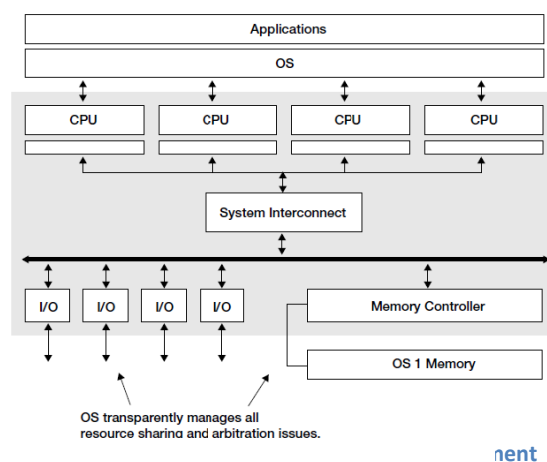 Applications
OS
CPU CPU CPU CPU
System Interconnect
I/O I/O I/O I/O Memory Controller
OS 1 Memory
OS transparently manages all
resource sharing and arbitration issues.